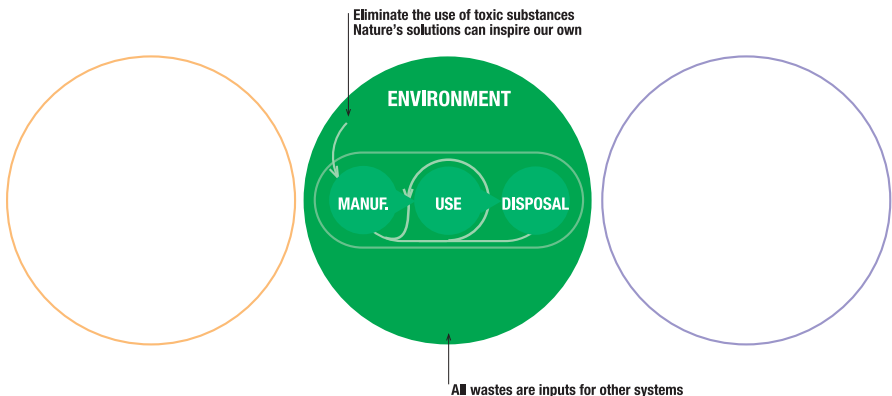 Eliminate the use of toxic substances
Nature's solutions can inspire our own
ENVIRONMENT
MANUF.
USE
DISPOSAL
All wastes are inputs for other systems